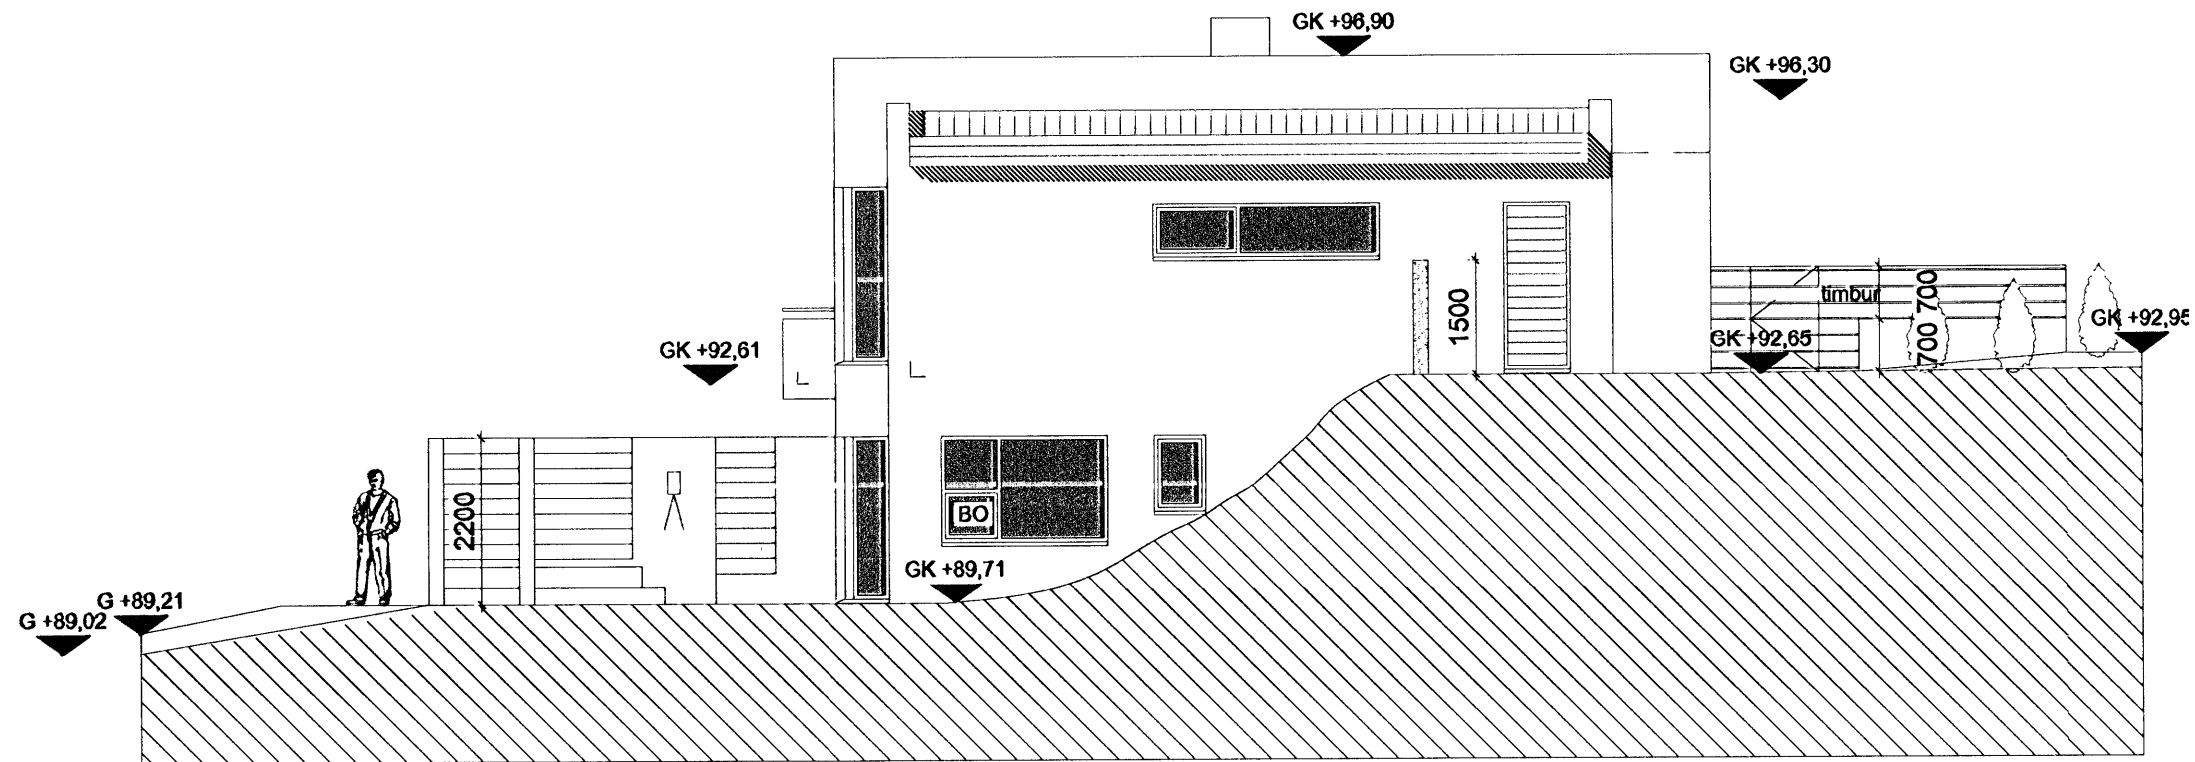 GK +96,90
GK +96,30
1500
timbur
700
700
GK +92,95
GK +92,65
GK +92,61
L
L
2200
BO
GK +89,71
G +89,21
G +89,02